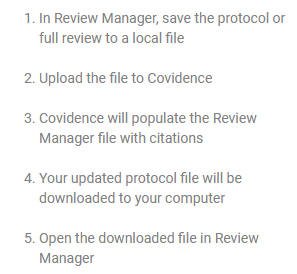 1. In Review Manager, save the protocol or
full review to a local file
2. Upload the file to Covidence
3. Covidence will populate the Review
Manager file with citations
4. Your updated protocol file will be
downloaded to your computer
5. Open the downloaded file in Review
Manager